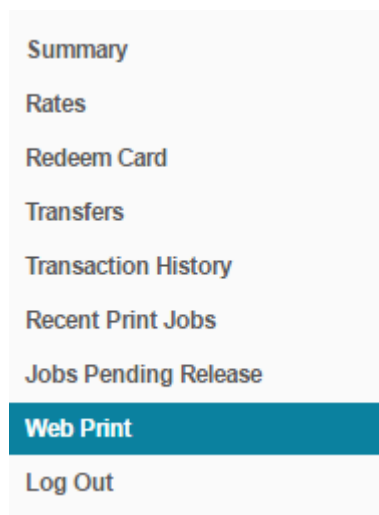 Summary
Rates
Redeem Card
Transfers
Transaction History
Recent Print Jobs
Jobs Pending Release
Web Print
Log Out